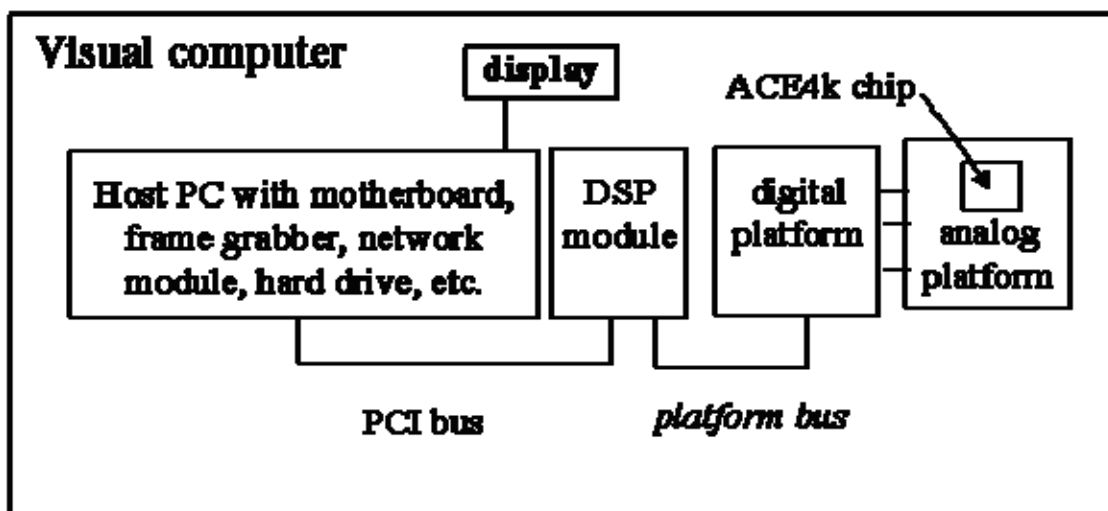 Visual computer
display
ACE4k chip
Host PC with motherboard,
frame grabber, network
module, hard drive, etc.
DSP
module
digital
platform
analog
platform
PCI bus
platform bus